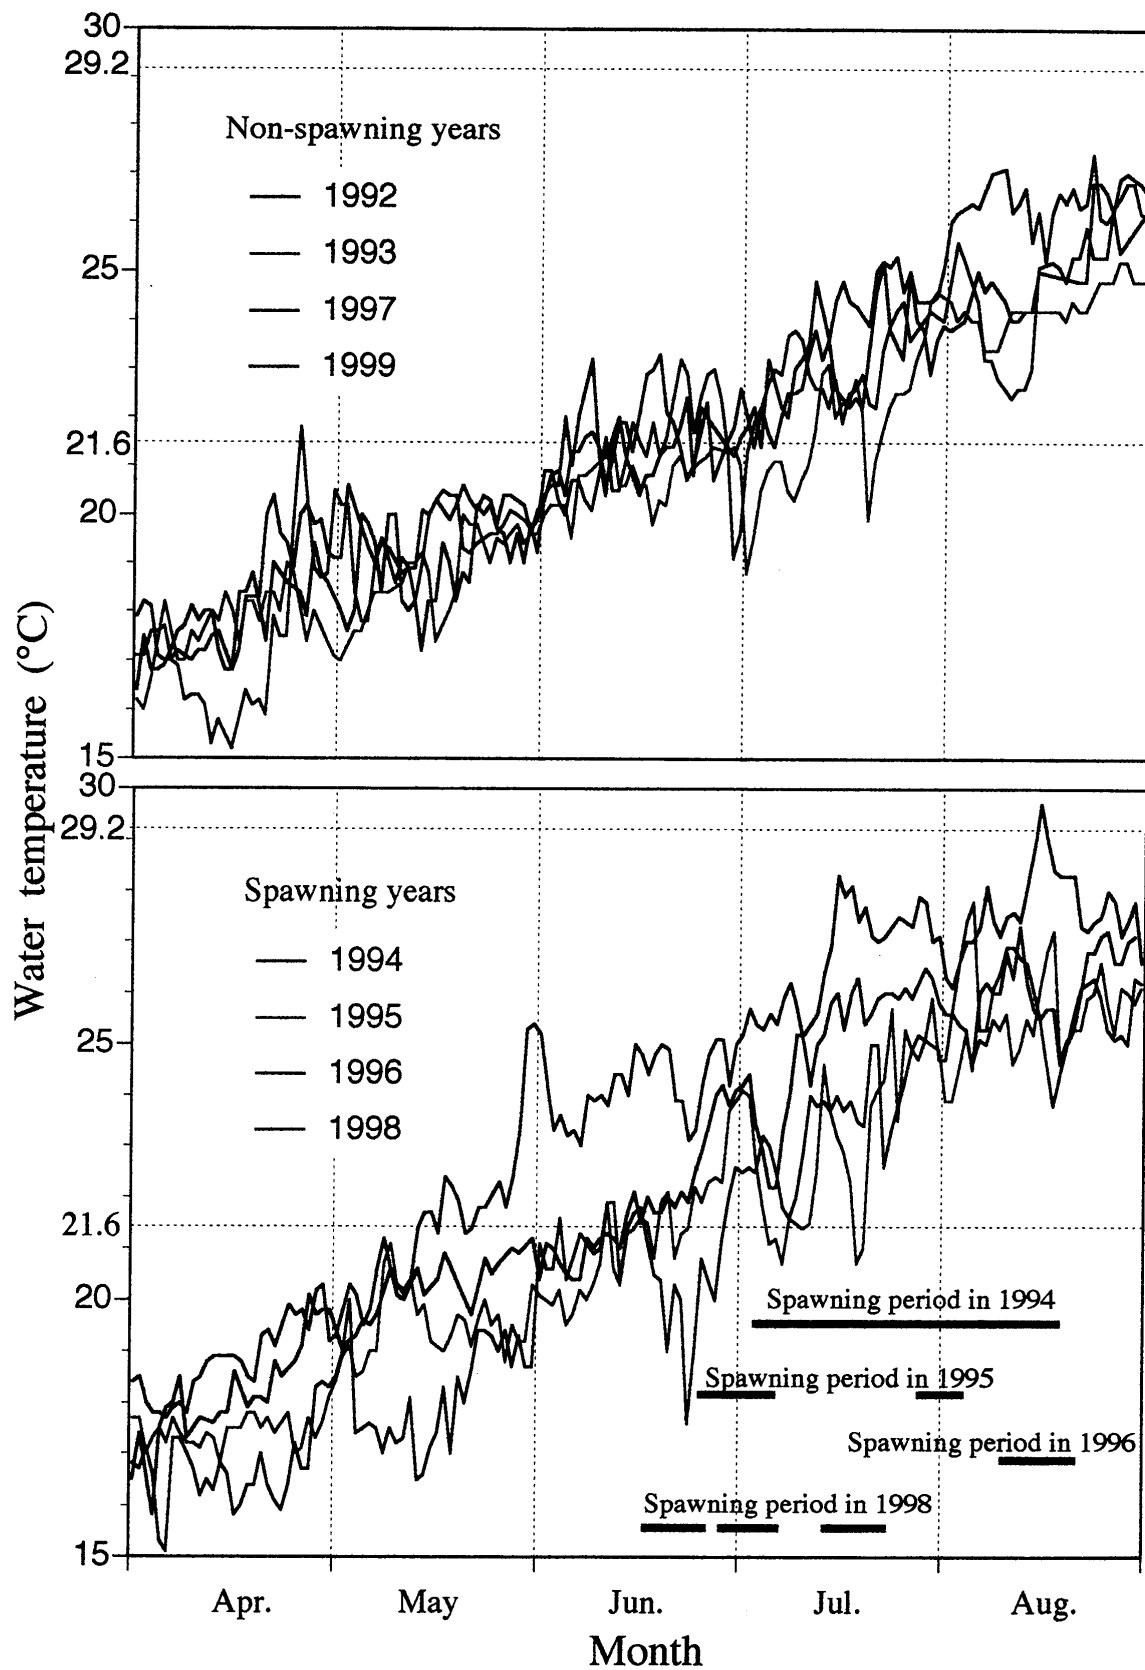 30
29.2
Non-spawning years
1992
1993
25
1997
1999
21.6
20
15
Water temperature (°C)
30
29.2
Spawning years
1994
1995
25
1996
1998
21.6
20
Spawning period in 1994
Spawning period in 1995
Spawning period in 1996
Spawning period in 1998
15
Apr. May Jun. Jul. Aug.
Month